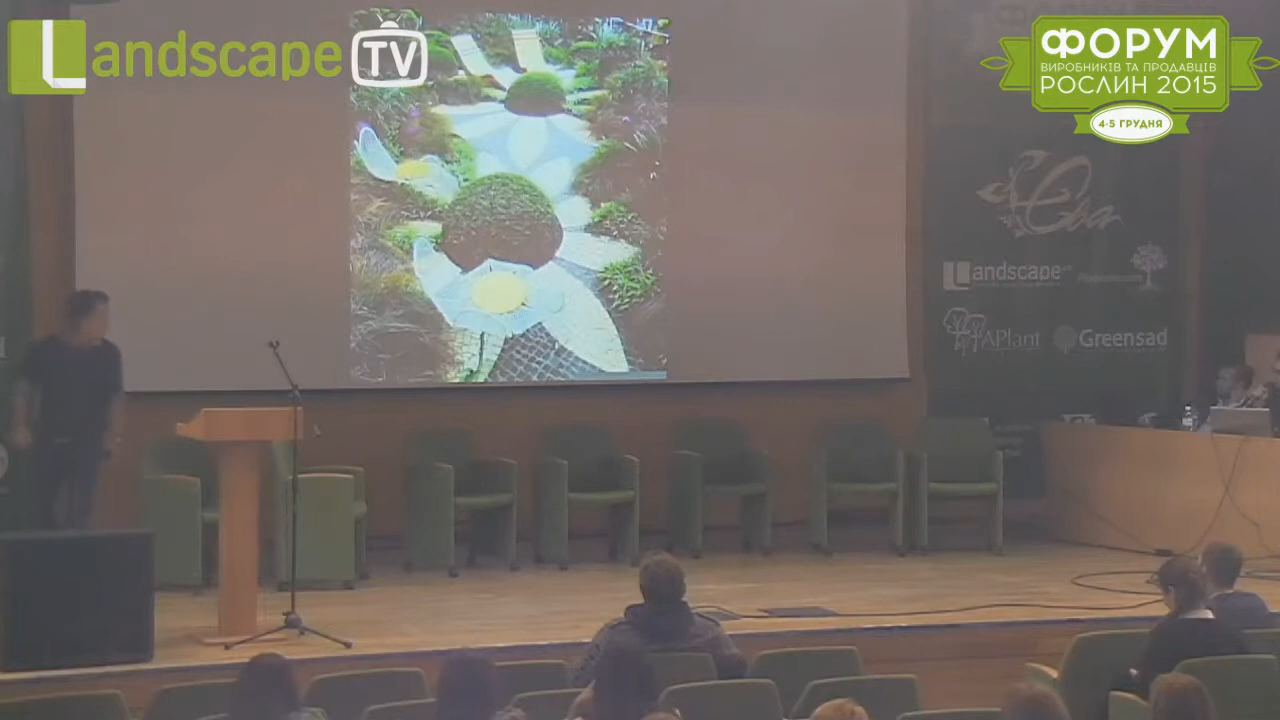 Landscape TV
ФОРУМ
ВИРОБНИКІВ ТА ПРОДАВЦІВ
РОСЛИН 2015
4-5 ГРУДНЯ
Landscape
APlant
Greensad